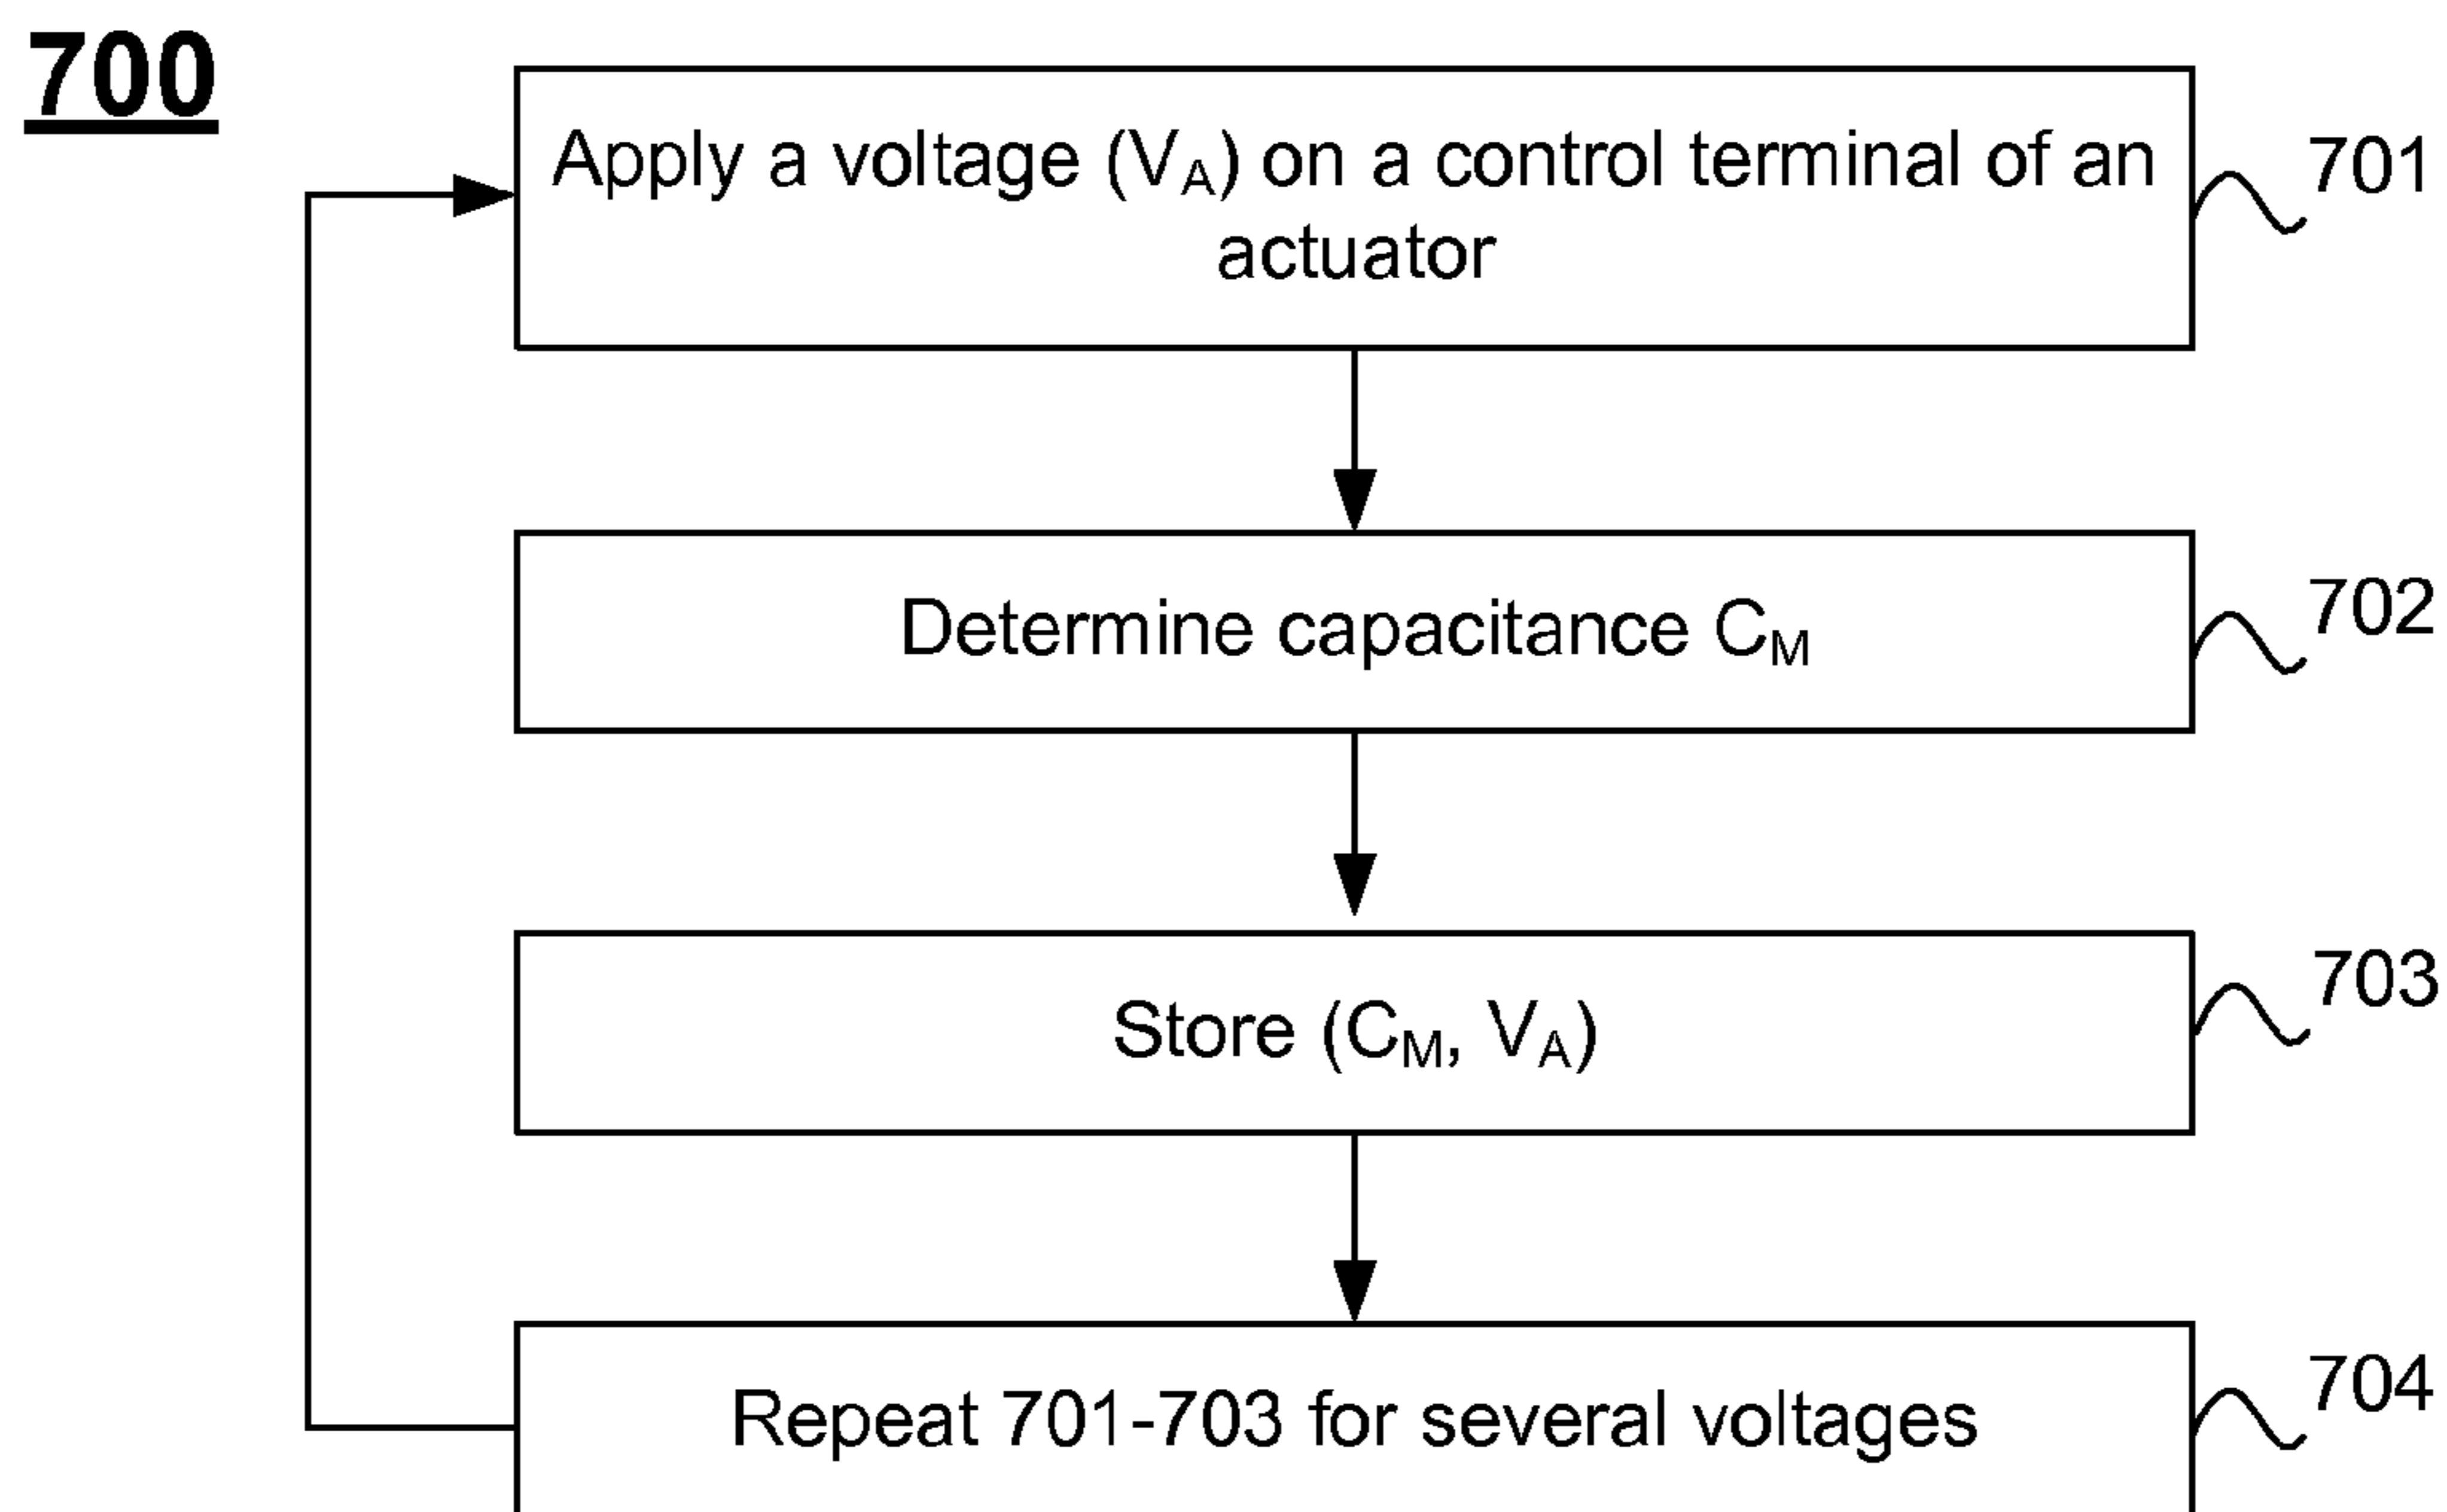 700
Apply a voltage (VA) on a control terminal of an
actuator
701
Determine capacitance CM
702
Store (CM, VA)
703
Repeat 701-703 for several voltages
704